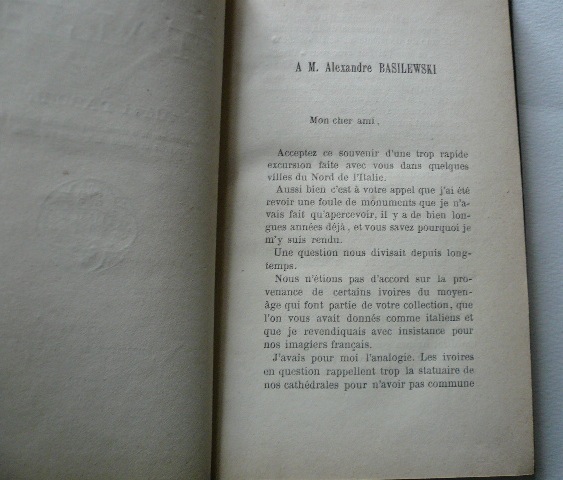 A M. Alexandre BASILEWSKI
Mon cher ami,
Acceptez ce souvenir d'une trop rapide
excursion faite avec vous dans quelques
villes du Nord de l'Italie.
Aussi bien c'est à votre appel que j'ai été
revoir une foule de monuments que je n'a-
vais fait qu'apercevoir, il y a de bien lon-
gues années déjà, et vous savez pourquoi je
m'y suis rendu.
Une question nous divisait depuis long-
temps.
Nous n'étions pas d'accord sur la pro-
venance de certains ivoires du moyen-
âge qui font partie de votre collection, que
l'on vous avait donnés comme italiens et
que je revendiquais avec insistance pour
nos imagiers français.
J'avais pour moi l'analogie. Les ivoires
en question rappellent trop la statuaire de
nos cathédrales pour n'avoir pas commune